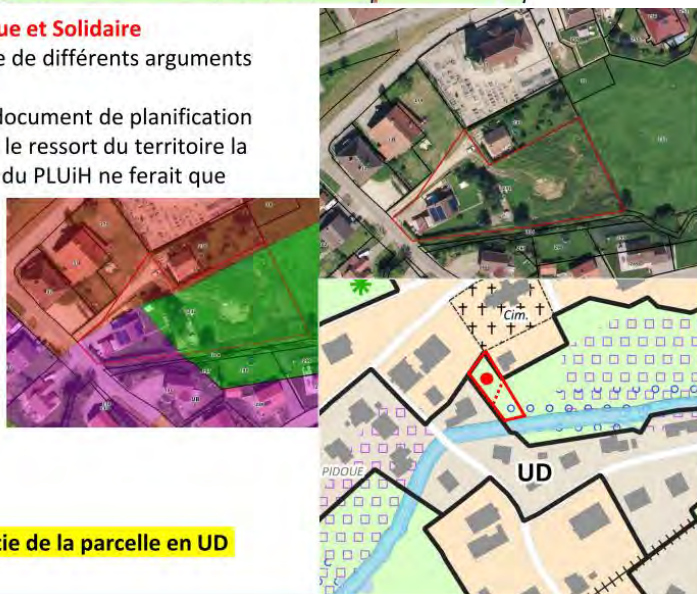 ue et Solidaire
e de différents arguments
document de planification
le ressort du territoire la
du PLUiH ne ferait que
Cim.
PIDOUE
UD
tie de la parcelle en UD